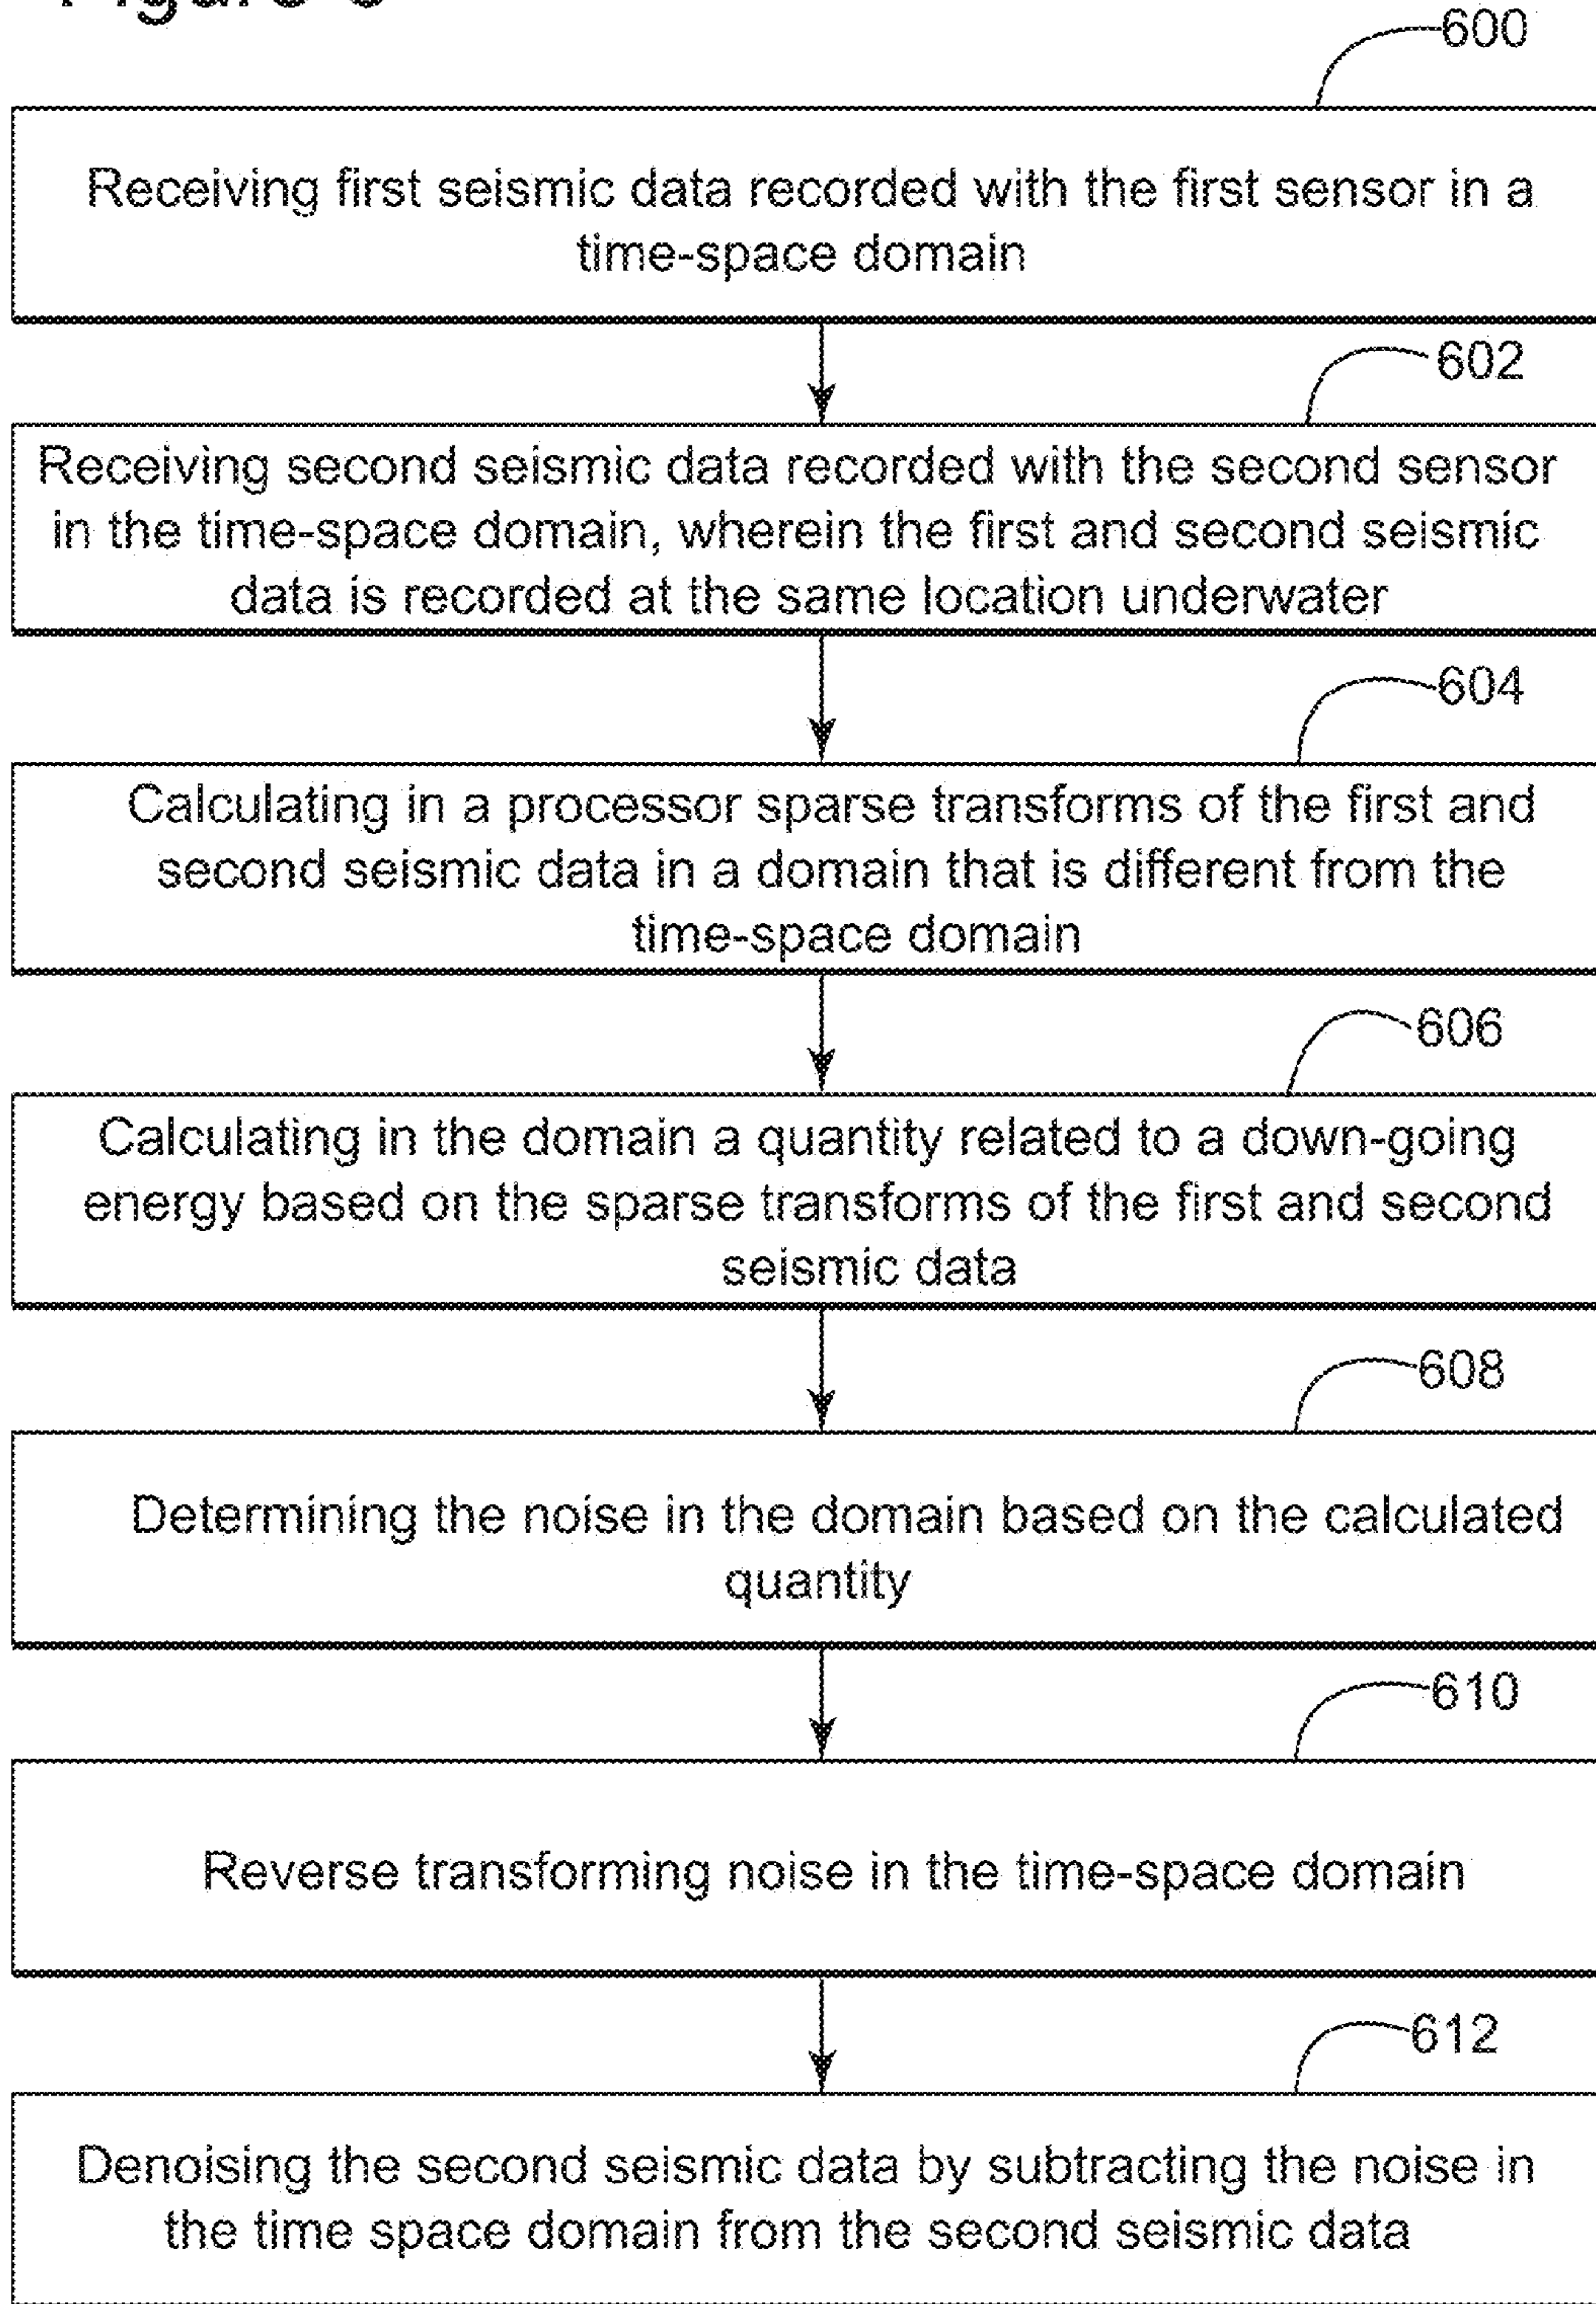 600
Receiving first seismic data recorded with the first sensor in a
time-space domain
602
Receiving second seismic data recorded with the second sensor
in the time-space domain, wherein the first and second seismic
data is recorded at the same location underwater
604
Calculating in a processor sparse transforms of the first and
second seismic data in a domain that is different from the
time-space domain
606
Calculating in the domain a quantity related to a down-going
energy based on the sparse transforms of the first and second
seismic data
608
Determining the noise in the domain based on the calculated
quantity
610
Reverse transforming noise in the time-space domain
612
Denoising the second seismic data by subtracting the noise in
the time space domain from the second seismic data